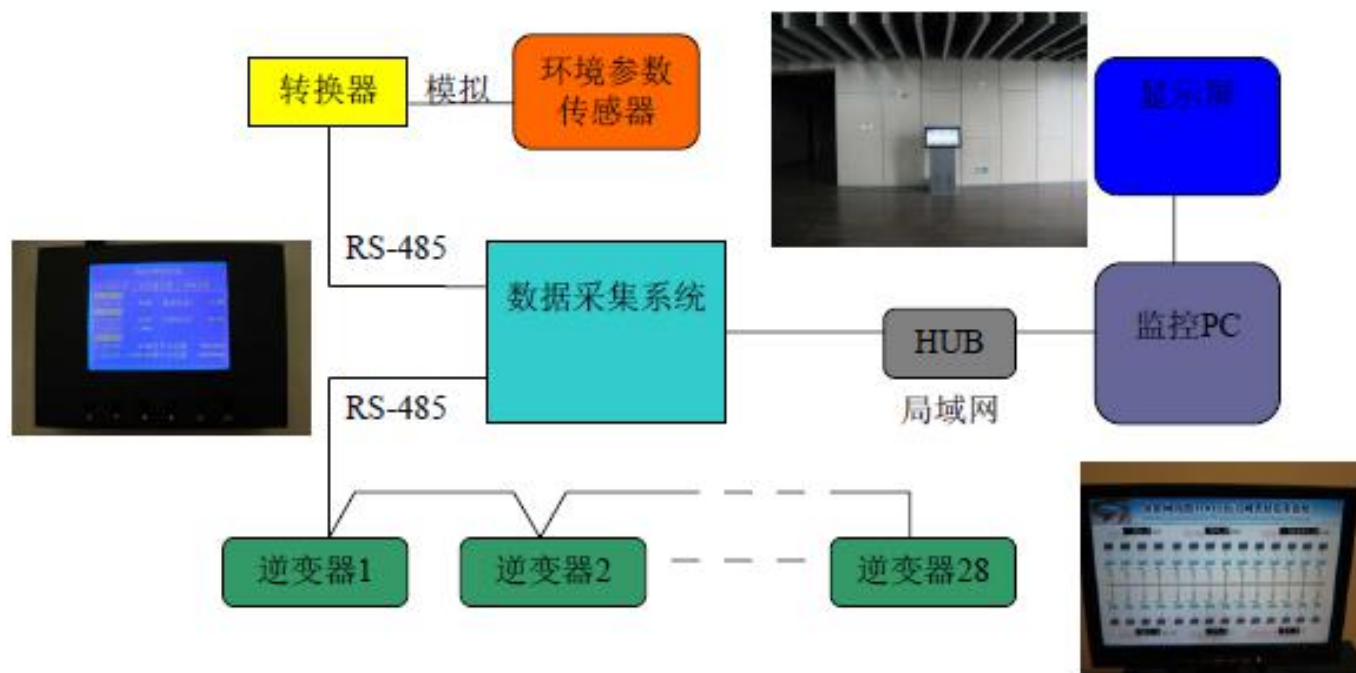 转换器
模拟
环境参数
传感器
显示屏
RS-485
数据采集系统
HUB
监控PC
局域网
RS-485
逆变器1
逆变器2
逆变器28